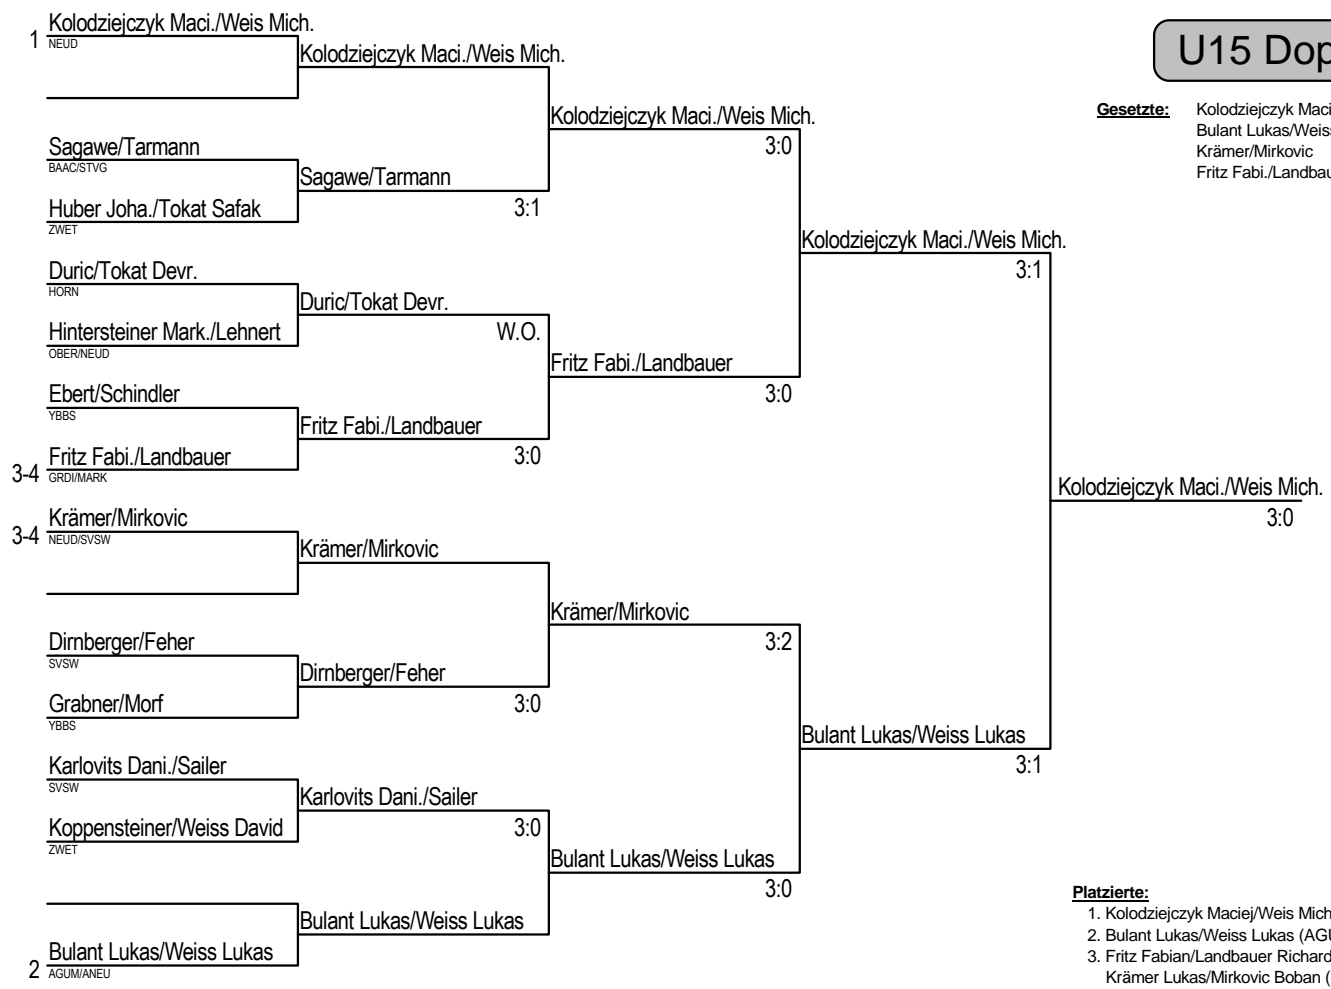 U15 Dop
Gesetzte: Kolodziejczyk Maci
Bulant Lukas/Weis
Krämer/Mirkovic
Fritz Fabi./Landbau
1 Kolodziejczyk Maci./Weis Mich.
NEUD
Sagawe/Tarmann
BAAC/STVG
Huber Joha./Tokat Safak
ZWET
Duric/Tokat Devr.
HORN
Hintersteiner Mark./Lehnert
OBER/NEUD
Ebert/Schindler
YBBS
3-4 Fritz Fabi./Landbauer
GRDI/MARK
3-4 Krämer/Mirkovic
NEUD/SVSW
Dirnberger/Feher
SVSW
Grabner/Morf
YBBS
Karlovits Dani./Sailer
SVSW
Koppensteiner/Weiss David
ZWET
2 Bulant Lukas/Weiss Lukas
AGUM/ANEU
Kolodziejczyk Maci./Weis Mich.
Sagawe/Tarmann
3:1
Duric/Tokat Devr.
W.O.
Fritz Fabi./Landbauer
3:0
Krämer/Mirkovic
Dirnberger/Feher
3:0
Karlovits Dani./Sailer
3:0
Bulant Lukas/Weiss Lukas
Kolodziejczyk Maci./Weis Mich.
3:0
Fritz Fabi./Landbauer
3:0
Krämer/Mirkovic
3:2
Bulant Lukas/Weiss Lukas
3:0
Kolodziejczyk Maci./Weis Mich.
3:1
Bulant Lukas/Weiss Lukas
3:1
Kolodziejczyk Maci./Weis Mich.
3:0
Platzierte:
1. Kolodziejczyk Maciej/Weis Mich
2. Bulant Lukas/Weiss Lukas (AGU
3. Fritz Fabian/Landbauer Richard
Krämer Lukas/Mirkovic Boban (